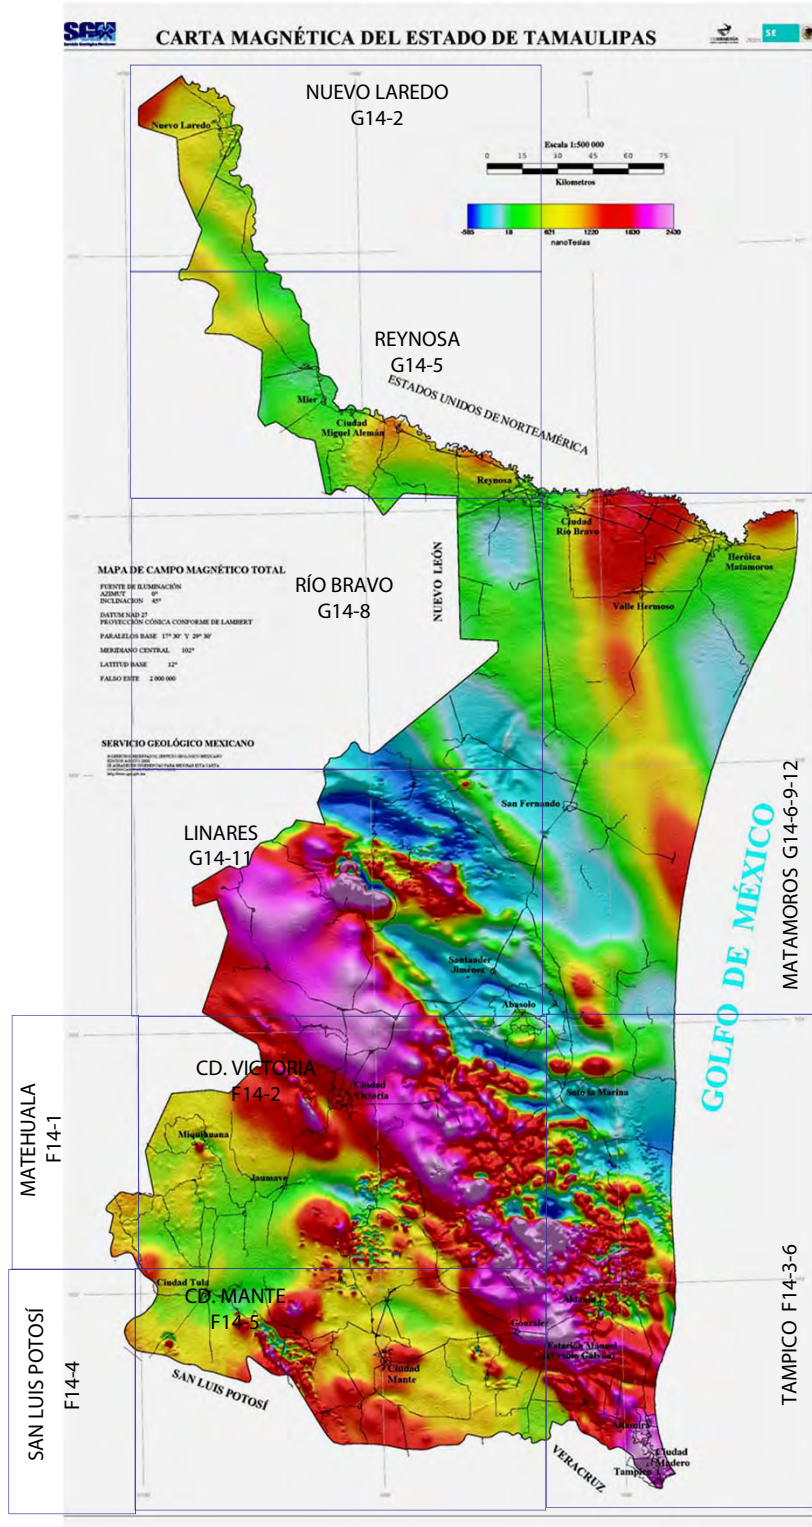 SGM
Servicio Geológico Mexicano
CARTA MAGNÉTICA DEL ESTADO DE TAMAULIPAS
SE
NUEVO LAREDO
G14-2
Nuevo Laredo
Escala 1:500 000
0 15 30 45 60 75
Kilometros
-585 18 621 1220 1830 2430
nanoTeslas
REYNOSA
G14-5
ESTADOS UNIDOS DE NORTEAMÉRICA
Mier
Ciudad
Miguel Alemán
Reynosa
Ciudad
Río Bravo
Heróica
Matamoros
Valle Hermoso
MAPA DE CAMPO MAGNÉTICO TOTAL
FUENTE DE ILUMINACIÓN
AZIMUT 0°
INCLINACION 45°
DATUM NAD 27
PROYECCIÓN CÓNICA CONFORME DE LAMBERT
PARALELOS BASE 17° 30' Y 29° 30'
MERIDIANO CENTRAL 102°
LATITUD BASE 12°
FALSO ESTE 2 000 000
RÍO BRAVO
G14-8
NUEVO LEÓN
SERVICIO GEOLÓGICO MEXICANO
San Fernando
LINARES
G14-11
GOLFO DE MÉXICO
MATAMOROS G14-6-9-12
Santander
Jiménez
Abasolo
CD. VICTORIA
F14-2
Ciudad
Victoria
Soto la Marina
MATEHUALA
F14-1
Miquihuana
Jaumave
Ciudad Tula
CD. MANTE
F14-5
Aldama
González
Estación Manuel
Ciudad
Mante
SAN LUIS POTOSÍ
F14-4
SAN LUIS POTOSÍ
TAMPICO F14-3-6
Altamira
Ciudad
Madero
Tampico
VERACRUZ